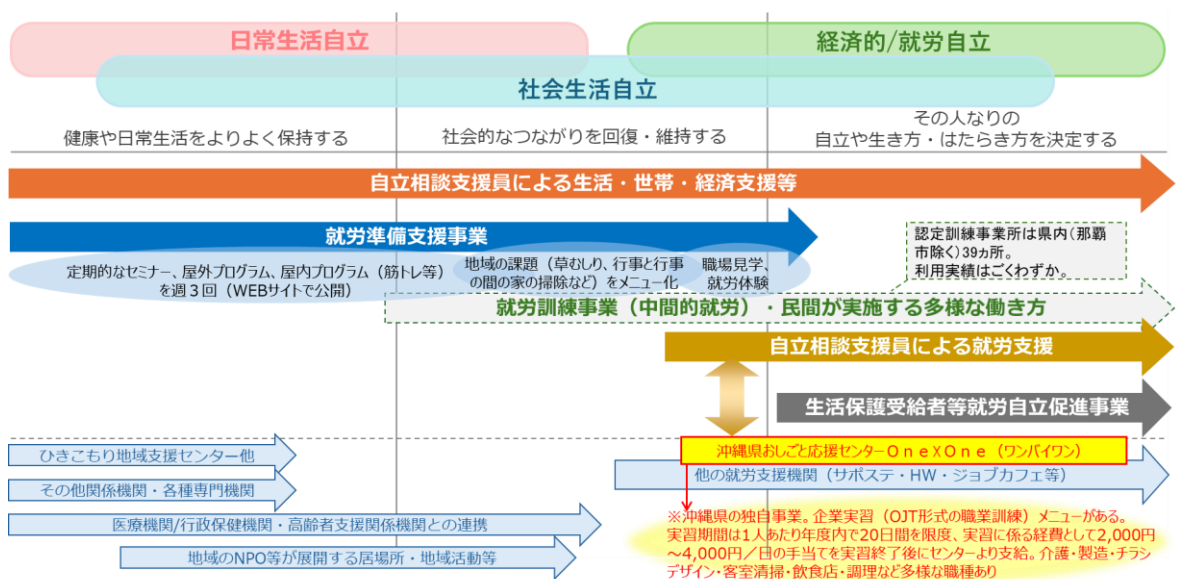 日常生活自立
経済的/就労自立
社会生活自立
健康や日常生活をよりよく保持する
社会的なつながりを回復・維持する
その人なりの
自立や生き方・はたらき方を決定する
自立相談支援員による生活・世帯・経済支援等
就労準備支援事業
定期的なセミナー、屋外プログラム、屋内プログラム（筋トレ等）
を週３回（WEBサイトで公開）
地域の課題（草むしり、行事と行事
の間の家の掃除など）をメニュー化
職場見学、
就労体験
認定訓練事業所は県内（那覇
市除く）39ヵ所。
利用実績はごくわずか。
就労訓練事業（中間的就労）・民間が実施する多様な働き方
自立相談支援員による就労支援
生活保護受給者等就労自立促進事業
ひきこもり地域支援センター他
沖縄県おしごと応援センターＯｎｅＸＯｎｅ（ワンバイワン）
その他関係機関・各種専門機関
他の就労支援機関（サポステ・HW・ジョブカフェ等）
医療機関/行政保健機関・高齢者支援関係機関との連携
地域のNPO等が展開する居場所・地域活動等
※沖縄県の独自事業。企業実習（OJT形式の職業訓練）メニューがある。
実習期間は1人あたり年度内で20日間を限度、実習に係る経費として2,000円
～4,000円／日の手当てを実習終了後にセンターより支給。介護・製造・チラシ
デザイン・客室清掃・飲食店・調理など多様な職種あり